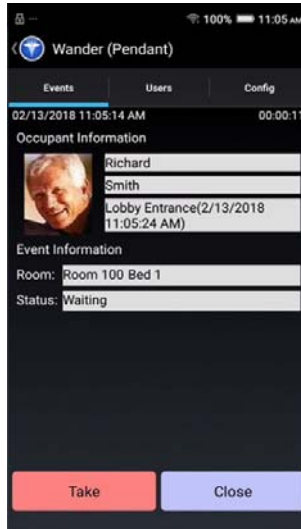 100% 11:05 AM
Wander (Pendant)
Events Users Config
02/13/2018 11:05:14 AM 00:00:11
Occupant Information
Richard
Smith
Lobby Entrance(2/13/2018
11:05:24 AM)
Event Information
Room: Room 100 Bed 1
Status: Waiting
Take Close